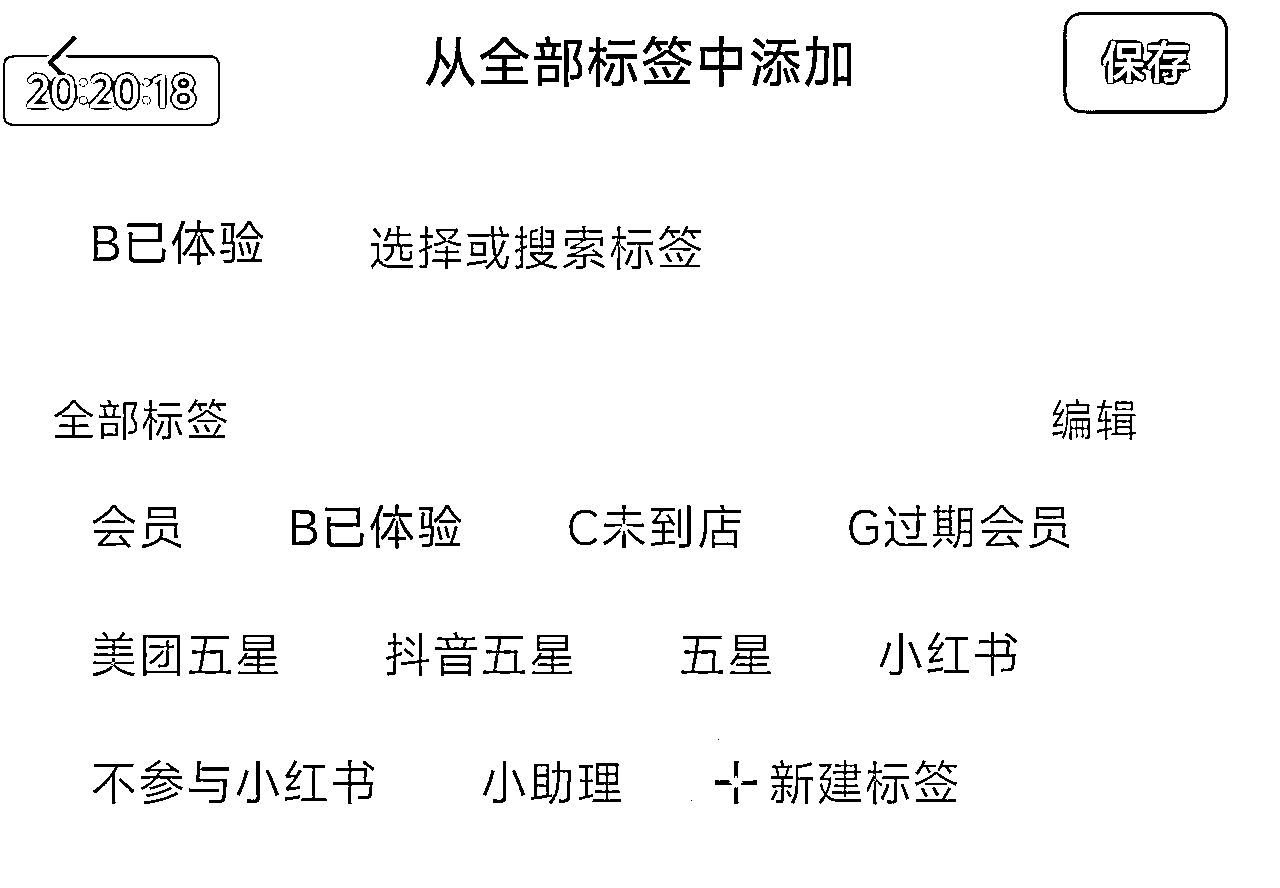 从全部标签中添加 保存
20:20:18
B已体验 选择或搜索标签
全部标签 编辑
会员 B已体验 C未到店 G过期会员
美团五星 抖音五星 五星 小红书
不参与小红书 小助理 +新建标签